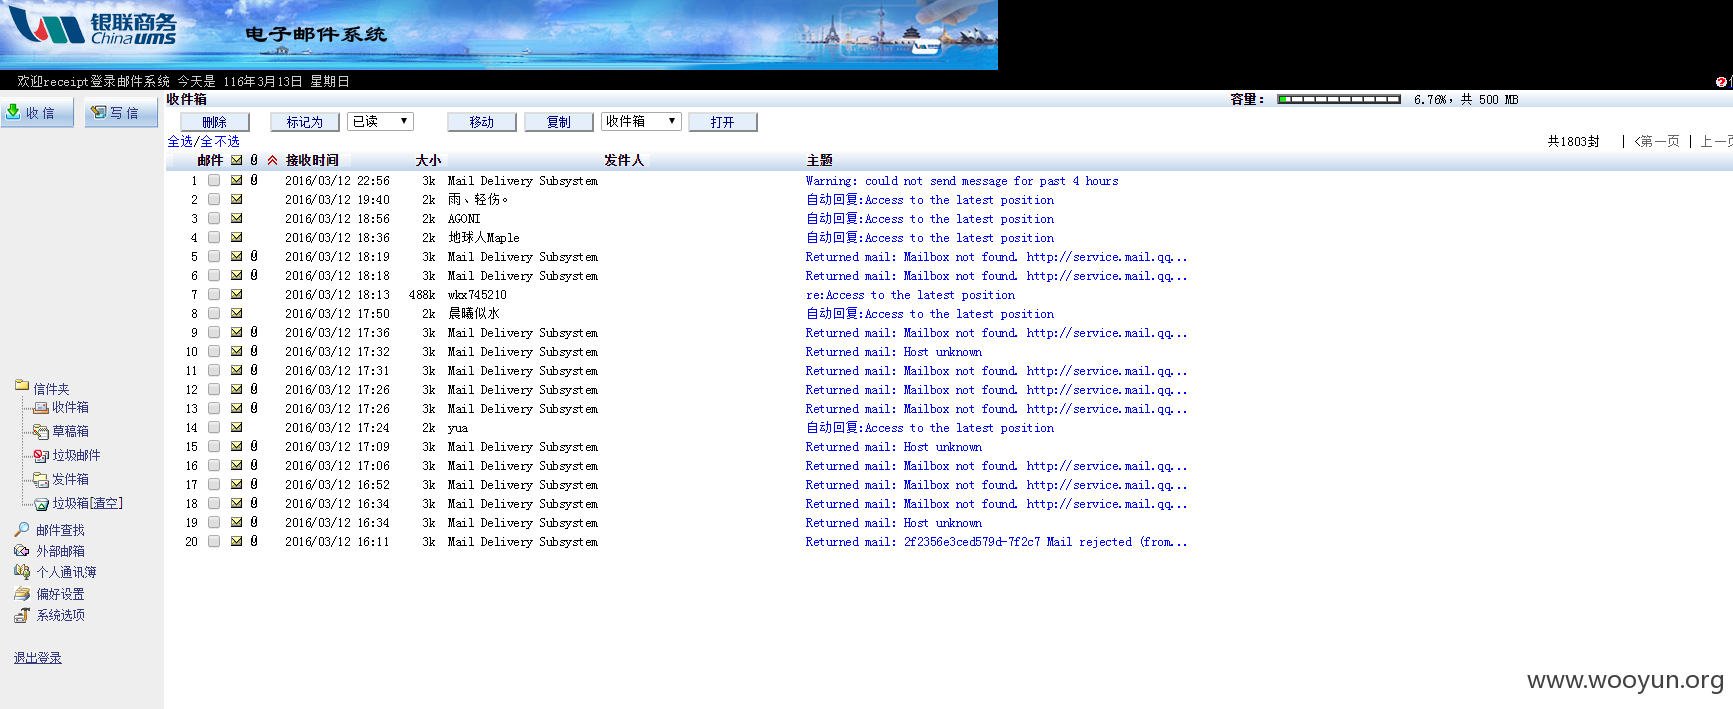 银联商务
China ums
电子邮件系统
欢迎receipt登录邮件系统 今天是 116年3月13日 星期日
收信 写信
收件箱 容量： 6.76%，共 500 MB
删除 标记为 已读 移动 复制 收件箱 打开
全选/全不选 共1803封 | <第一页 | 上一页
邮件 接收时间 大小 发件人 主题
1 2016/03/12 22:56 3k Mail Delivery Subsystem Warning: could not send message for past 4 hours
2 2016/03/12 19:40 2k 雨、轻伤。 自动回复:Access to the latest position
3 2016/03/12 18:56 2k AGONI 自动回复:Access to the latest position
4 2016/03/12 18:36 2k 地球人Maple 自动回复:Access to the latest position
5 2016/03/12 18:19 3k Mail Delivery Subsystem Returned mail: Mailbox not found. http://service.mail.qq...
6 2016/03/12 18:18 3k Mail Delivery Subsystem Returned mail: Mailbox not found. http://service.mail.qq...
7 2016/03/12 18:13 488k wkx745210 re:Access to the latest position
8 2016/03/12 17:50 2k 晨曦似水 自动回复:Access to the latest position
9 2016/03/12 17:36 3k Mail Delivery Subsystem Returned mail: Mailbox not found. http://service.mail.qq...
10 2016/03/12 17:32 3k Mail Delivery Subsystem Returned mail: Host unknown
11 2016/03/12 17:31 3k Mail Delivery Subsystem Returned mail: Mailbox not found. http://service.mail.qq...
12 2016/03/12 17:26 3k Mail Delivery Subsystem Returned mail: Mailbox not found. http://service.mail.qq...
13 2016/03/12 17:26 3k Mail Delivery Subsystem Returned mail: Mailbox not found. http://service.mail.qq...
14 2016/03/12 17:24 2k yua 自动回复:Access to the latest position
15 2016/03/12 17:09 3k Mail Delivery Subsystem Returned mail: Host unknown
16 2016/03/12 17:06 3k Mail Delivery Subsystem Returned mail: Mailbox not found. http://service.mail.qq...
17 2016/03/12 16:52 3k Mail Delivery Subsystem Returned mail: Mailbox not found. http://service.mail.qq...
18 2016/03/12 16:34 3k Mail Delivery Subsystem Returned mail: Mailbox not found. http://service.mail.qq...
19 2016/03/12 16:34 3k Mail Delivery Subsystem Returned mail: Host unknown
20 2016/03/12 16:11 3k Mail Delivery Subsystem Returned mail: 2f2356e3ced579d-7f2c7 Mail rejected (from...
信件夹
收件箱
草稿箱
垃圾邮件
发件箱
垃圾箱[清空]
邮件查找
外部邮箱
个人通讯簿
偏好设置
系统选项
退出登录
www.wooyun.org